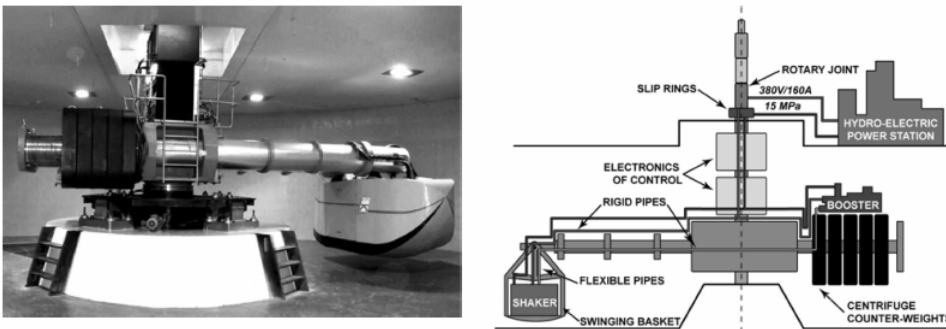 ROTARY JOINT
SLIP RINGS
380V/160A
15 MPa
HYDRO-ELECTRIC
POWER STATION
ELECTRONICS
OF CONTROL
RIGID PIPES
BOOSTER
FLEXIBLE PIPES
SHAKER
SWINGING BASKET
CENTRIFUGE
COUNTER-WEIGHTS